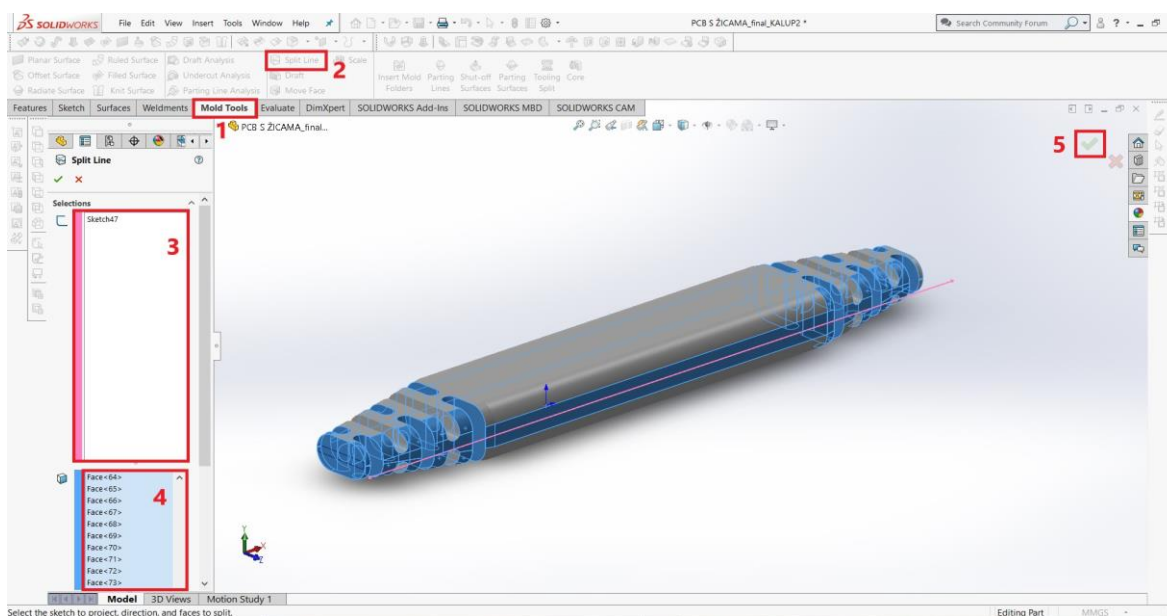 SOLIDWORKS File Edit View Insert Tools Window Help PCB S ŽICAMA_final_KALUP2 * Search Community Forum ?
Planar Surface Ruled Surface Draft Analysis Split Line Scale
2
Offset Surface Filled Surface Undercut Analysis Draft Insert Mold Parting Shut-off Parting Tooling Core
Radiate Surface Knit Surface Parting Line Analysis Move Face Folders Lines Surfaces Surfaces Split
Features Sketch Surfaces Weldments Mold Tools Evaluate DimXpert SOLIDWORKS Add-Ins SOLIDWORKS MBD SOLIDWORKS CAM
1 PCB S ŽICAMA_final...
5
Split Line
Selections
Sketch47
3
Face<64>
Face<65>
Face<66>
4
Face<67>
Face<68>
Face<69>
Face<70>
Face<71>
Face<72>
Face<73>
Y
X
Z
Model 3D Views Motion Study 1
Select the sketch to project, direction, and faces to split. Editing Part MMGS